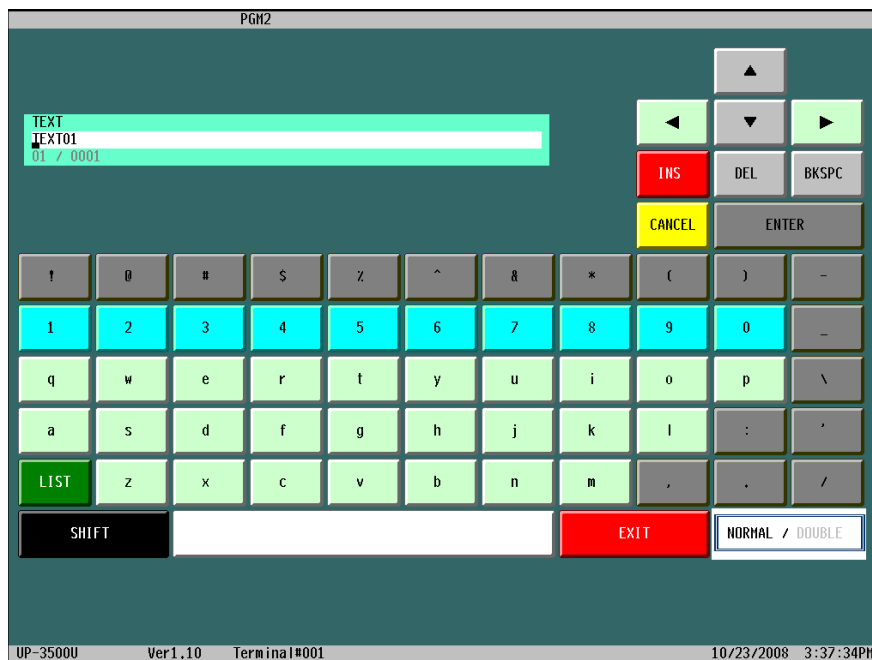 PGM2
▲
TEXT
TEXT01
01 / 0001
◀ ▼ ▶
INS DEL BKSPC
CANCEL ENTER
! @ # $ % ^ & * ( ) -
1 2 3 4 5 6 7 8 9 0 _
q w e r t y u i o p \
a s d f g h j k l : '
LIST z x c v b n m , . /
SHIFT EXIT NORMAL / DOUBLE
UP-3500U Ver1.10 Terminal#001 10/23/2008 3:37:34PM